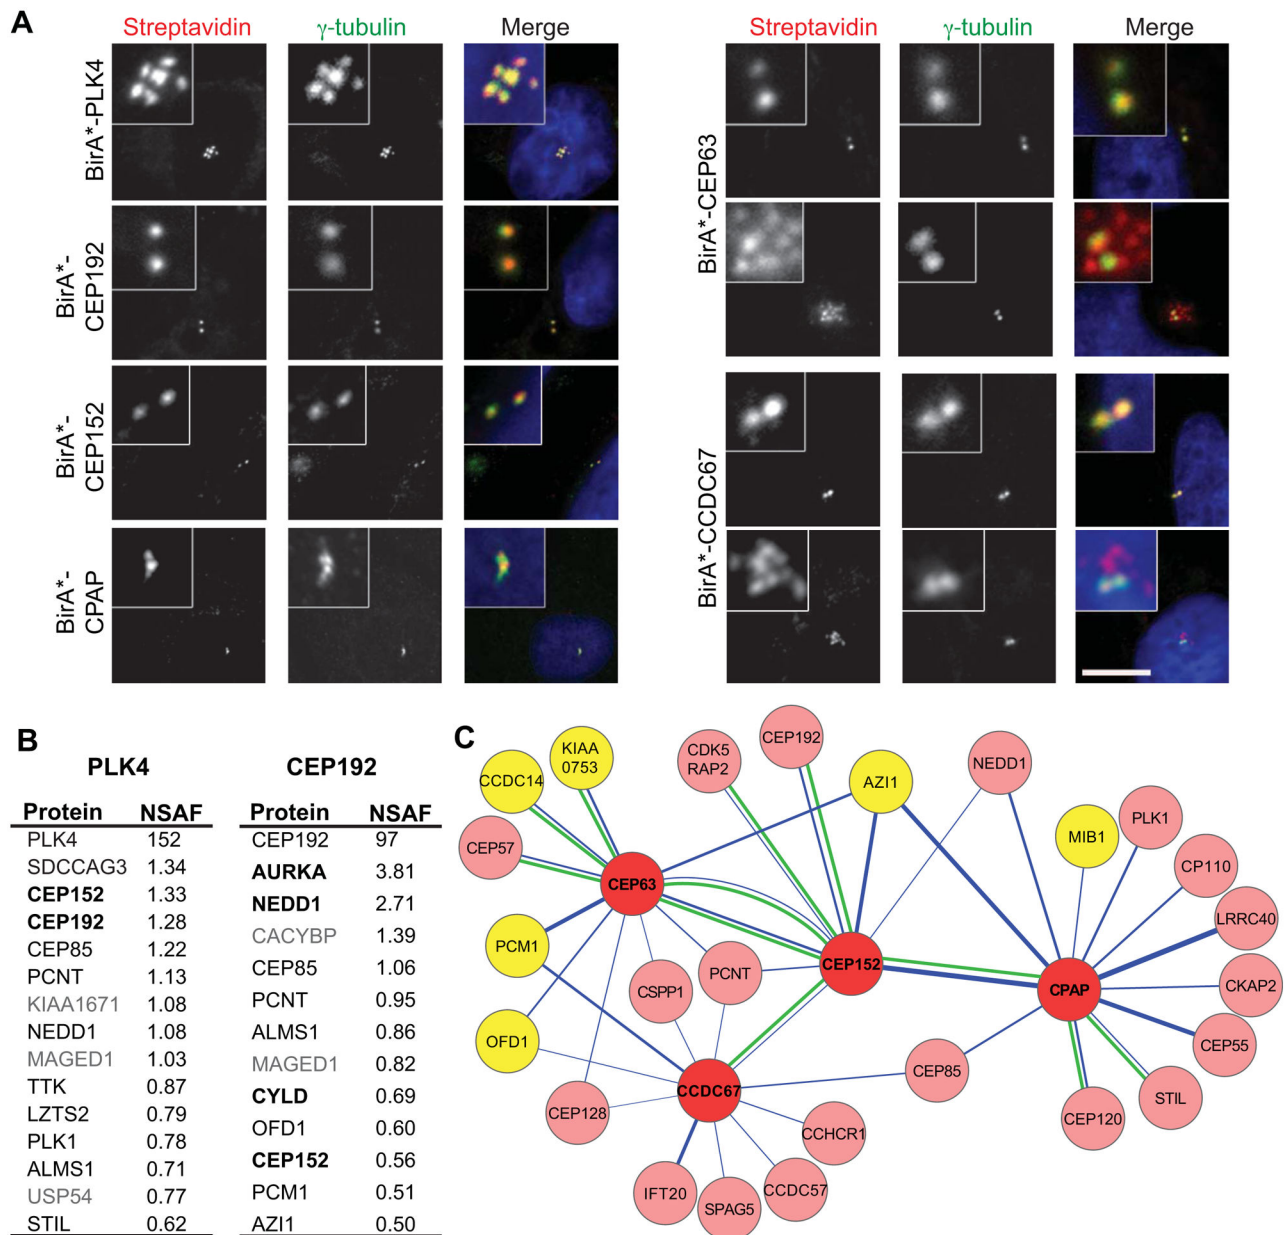 A
Streptavidin γ-tubulin Merge
Streptavidin γ-tubulin Merge
BirA*-PLK4
BirA*-
CEP192
BirA*-
CEP152
BirA*-
CPAP
BirA*-CEP63
BirA*-CCDC67
B
PLK4
Protein NSAF
PLK4 152
SDCCAG3 1.34
CEP152 1.33
CEP192 1.28
CEP85 1.22
PCNT 1.13
KIAA1671 1.08
NEDD1 1.08
MAGED1 1.03
TTK 0.87
LZTS2 0.79
PLK1 0.78
ALMS1 0.71
USP54 0.77
STIL 0.62
CEP192
Protein NSAF
CEP192 97
AURKA 3.81
NEDD1 2.71
CACYBP 1.39
CEP85 1.06
PCNT 0.95
ALMS1 0.86
MAGED1 0.82
CYLD 0.69
OFD1 0.60
CEP152 0.56
PCM1 0.51
AZI1 0.50
C
KIAA
0753
CCDC14
CEP57
CDK5
RAP2
CEP192
AZI1
NEDD1
MIB1
PLK1
CP110
LRRC40
CKAP2
CEP55
STIL
CEP120
CEP63
PCM1
OFD1
CEP128
CSPP1
PCNT
CEP152
CPAP
CCDC67
CEP85
CCHCR1
CCDC57
SPAG5
IFT20